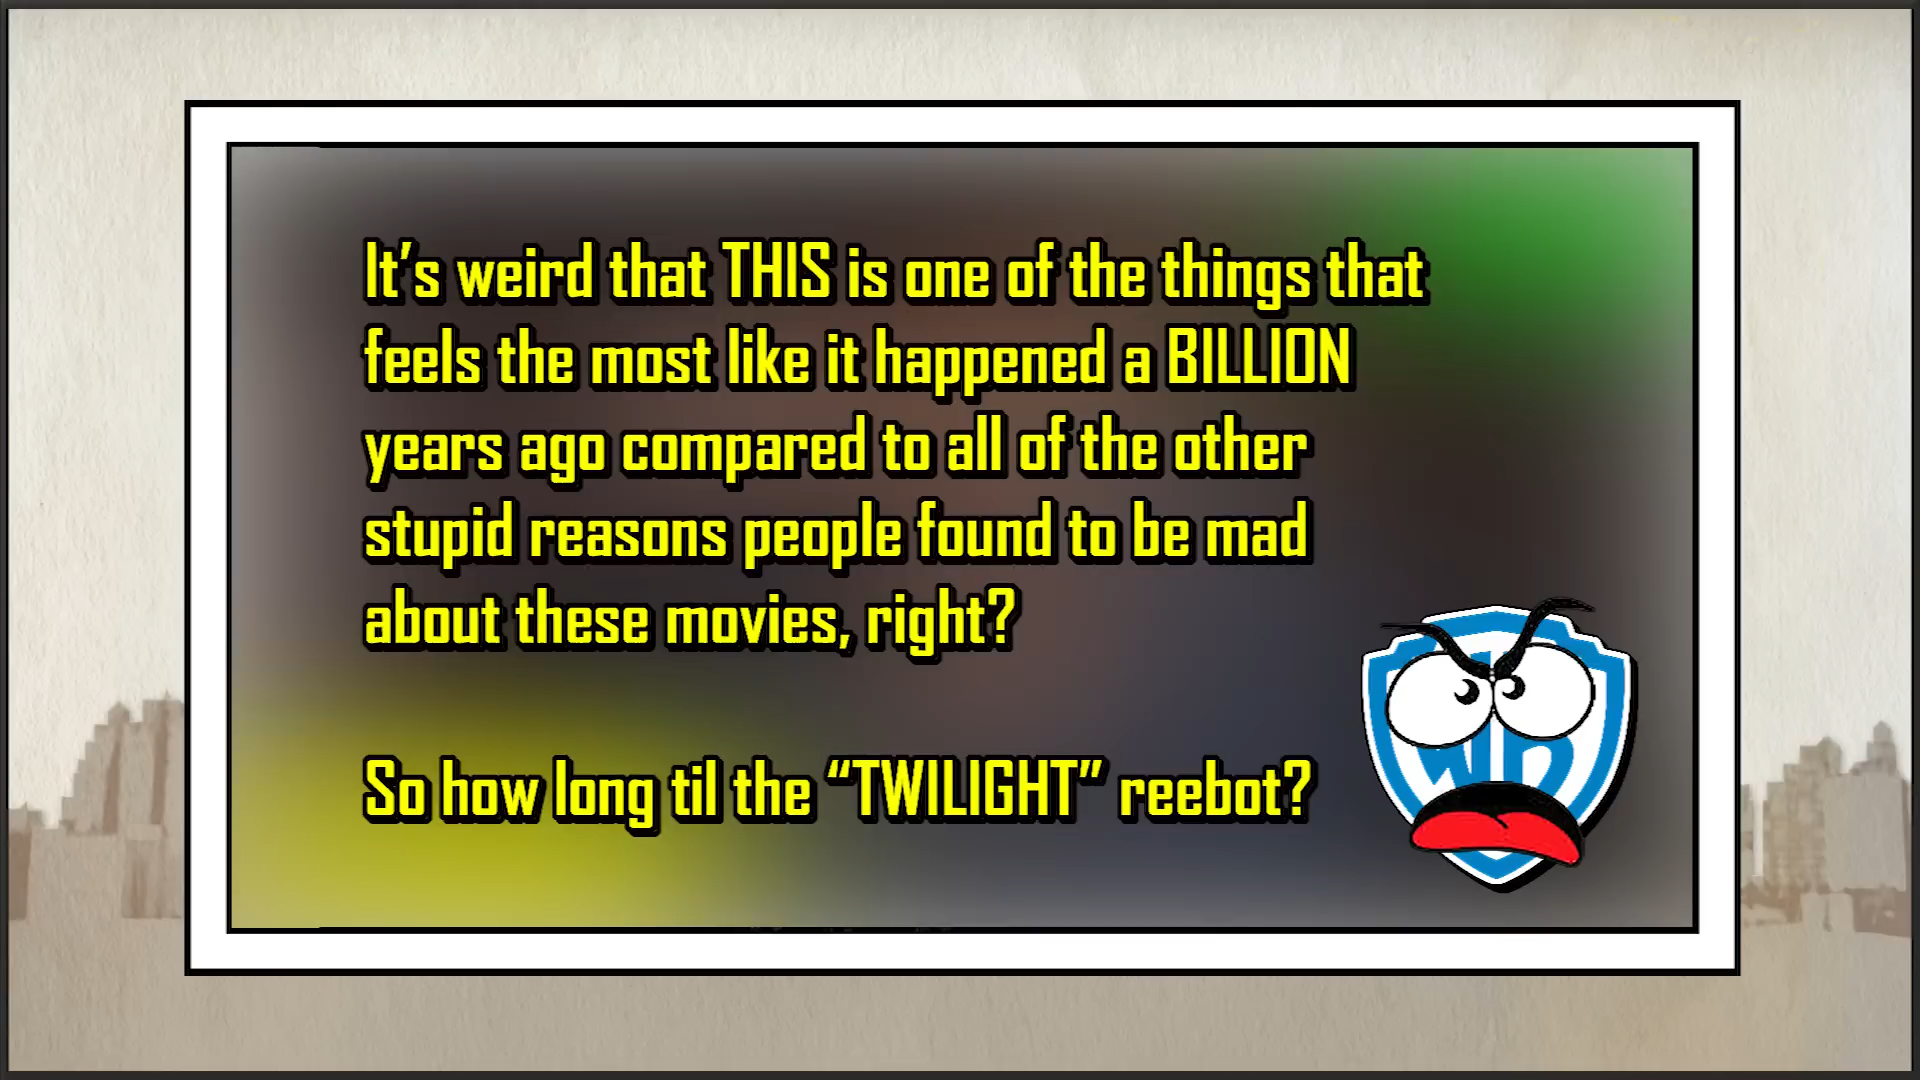 It's weird that THIS is one of the things that
feels the most like it happened a BILLION
years ago compared to all of the other
stupid reasons people found to be mad
about these movies, right?
So how long til the “TWILIGHT” reebot?